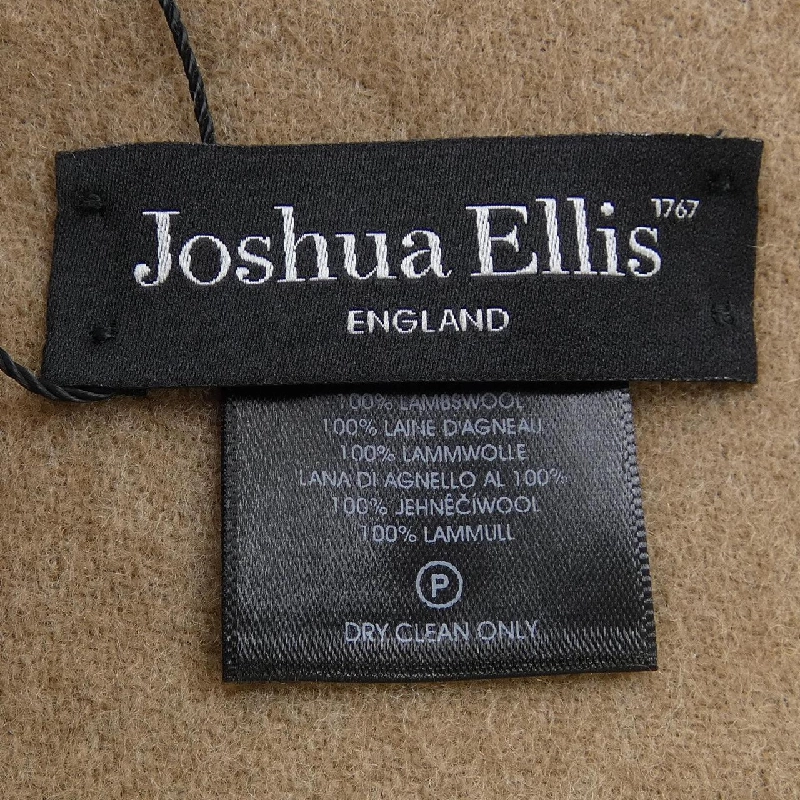 Joshua Ellis 1767
ENGLAND
00% LAMBSWOOL
100% LAINE D'AGNEAU
100% LAMMWOLLE
LANA DI AGNELLO AL 100%
100% JEHNĚČIWOOL
100% LAMMULL
P
DRY CLEAN ONLY